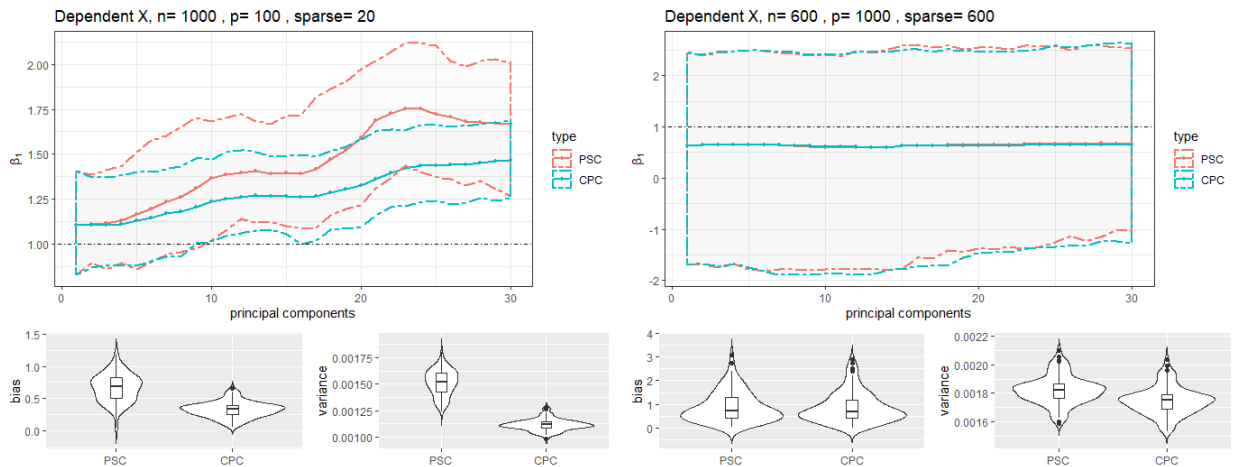 Dependent X, n= 1000 , p= 100 , sparse= 20
2.00
1.75
1.50
1.25
1.00
β1
0
10
20
30
principal components
type
PSC
CPC
Dependent X, n= 600 , p= 1000 , sparse= 600
2
1
0
-1
-2
β1
0
10
20
30
principal components
type
PSC
CPC
1.5
1.0
0.5
0.0
bias
PSC
CPC
0.00175
0.00150
0.00125
0.00100
variance
PSC
CPC
4
3
2
1
0
bias
PSC
CPC
0.0022
0.0020
0.0018
0.0016
variance
PSC
CPC